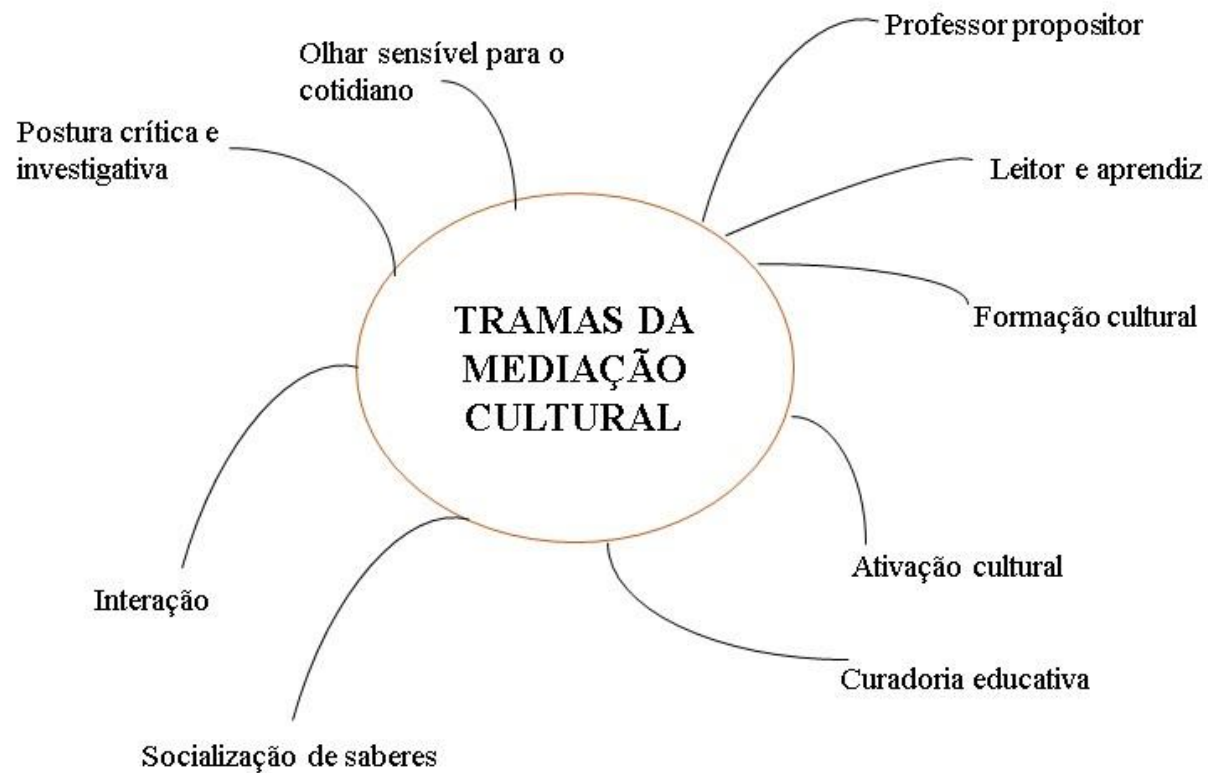 Professor propositor
Olhar sensível para o
cotidiano
Postura crítica e
investigativa
Leitor e aprendiz
Formação cultural
TRAMAS DA
MEDIAÇÃO
CULTURAL
Ativação cultural
Interação
Curadoria educativa
Socialização de saberes